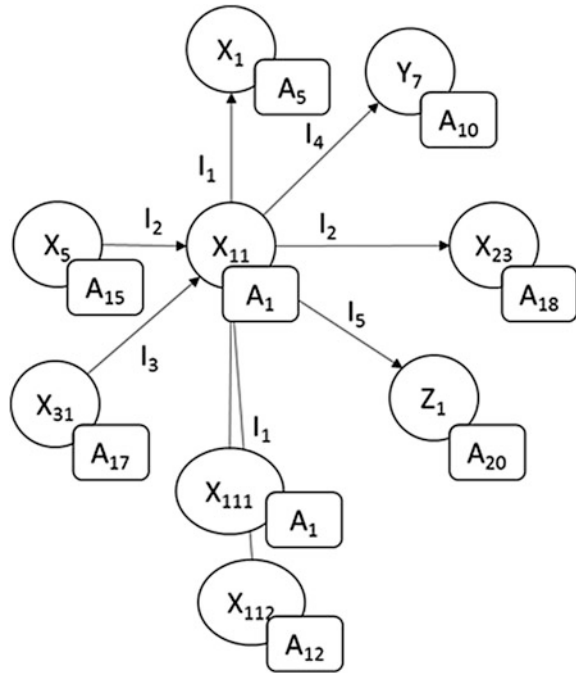 X₁
A₅
Y₇
A₁₀
I₄
I₁
X₅
A₁₅
I₂
X₁₁
A₁
I₂
X₂₃
A₁₈
I₃
I₅
X₃₁
A₁₇
Z₁
A₂₀
I₁
X₁₁₁
A₁
X₁₁₂
A₁₂